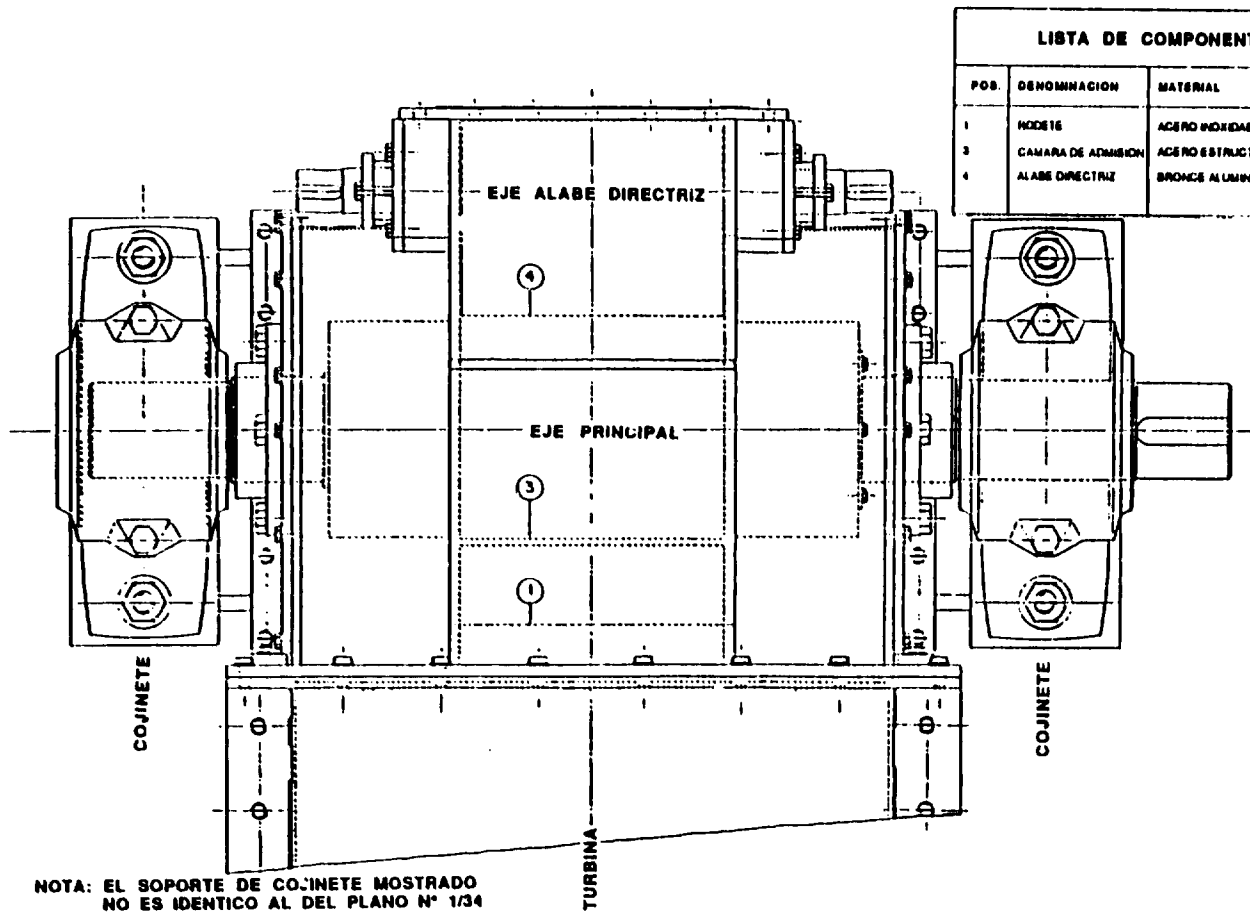 LISTA DE COMPONENT
POS. DENOMINACION MATERIAL
1 RODETE ACERO INOXIDAB
3 CAMARA DE ADMISION ACERO ESTRUCT
4 ALABE DIRECTRIZ BRONCE ALUMIN
EJE ALABE DIRECTRIZ
4
EJE PRINCIPAL
3
1
COJINETE
COJINETE
TURBINA
NOTA: EL SOPORTE DE COJINETE MOSTRADO
NO ES IDENTICO AL DEL PLANO N° 1/34